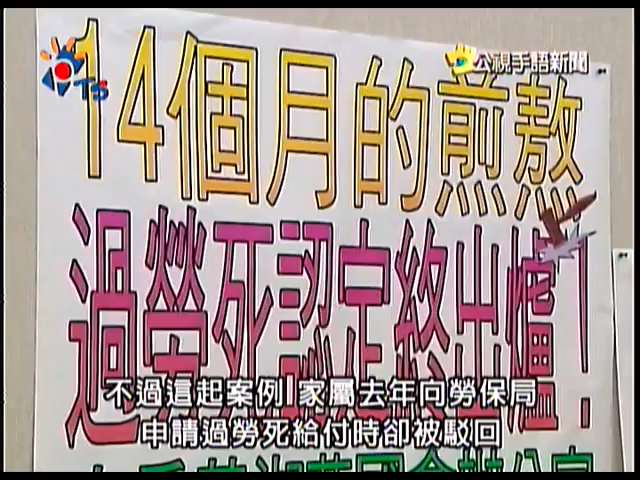 公視手語新聞
PTS
14個月的煎熬
過勞死認定終出爐!
不過這起案例 家屬去年向勞保局
申請過勞死給付時卻被駁回